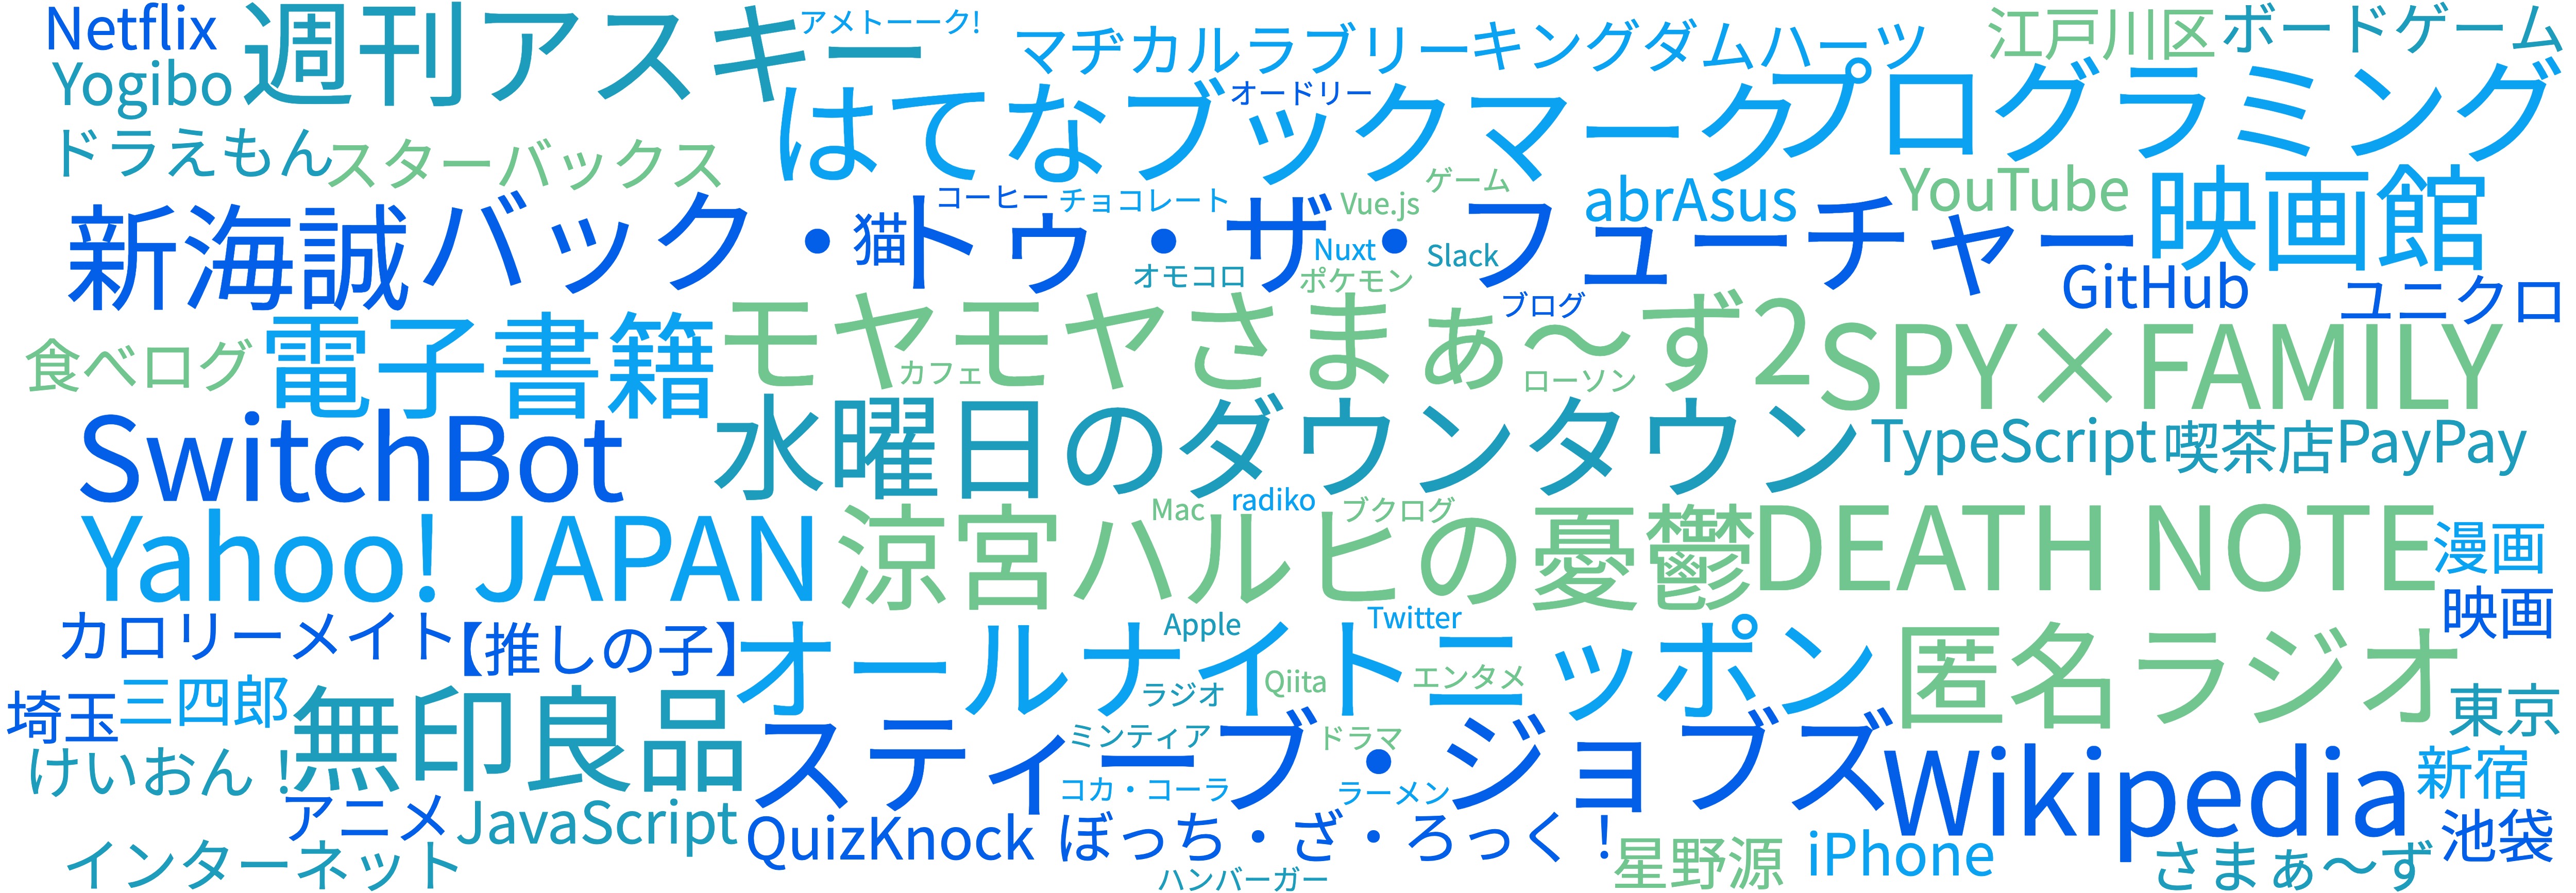 Netflix
週刊アスキー
アメトーーク!
マヂカルラブリー
キングダムハーツ
江戸川区
ボードゲーム
Yogibo
はてなブックマーク
オードリー
プログラミング
ドラえもん
スターバックス
新海誠
バック・トゥ・ザ・フューチャー
猫
コーヒー
チョコレート
Vue.js
ゲーム
abrAsus
YouTube
映画館
Nuxt
Slack
オモコロ
ポケモン
GitHub
ユニクロ
ブログ
食べログ
電子書籍
モヤモヤさまぁ〜ず2
カフェ
ローソン
SPY×FAMILY
SwitchBot
水曜日のダウンタウン
TypeScript
喫茶店
PayPay
Yahoo! JAPAN
Mac
radiko
ブクログ
涼宮ハルヒの憂鬱
DEATH NOTE
漫画
映画
カロリーメイト
【推しの子】
オールナイトニッポン
Apple
Twitter
匿名ラジオ
埼玉
三四郎
無印良品
ラジオ
Qiita
エンタメ
東京
けいおん！
スティーブ・ジョブズ
ミンティア
ドラマ
Wikipedia
新宿
コカ・コーラ
ラーメン
アニメ
JavaScript
QuizKnock
ぼっち・ざ・ろっく！
星野源
iPhone
さまぁ〜ず
池袋
インターネット
ハンバーガー